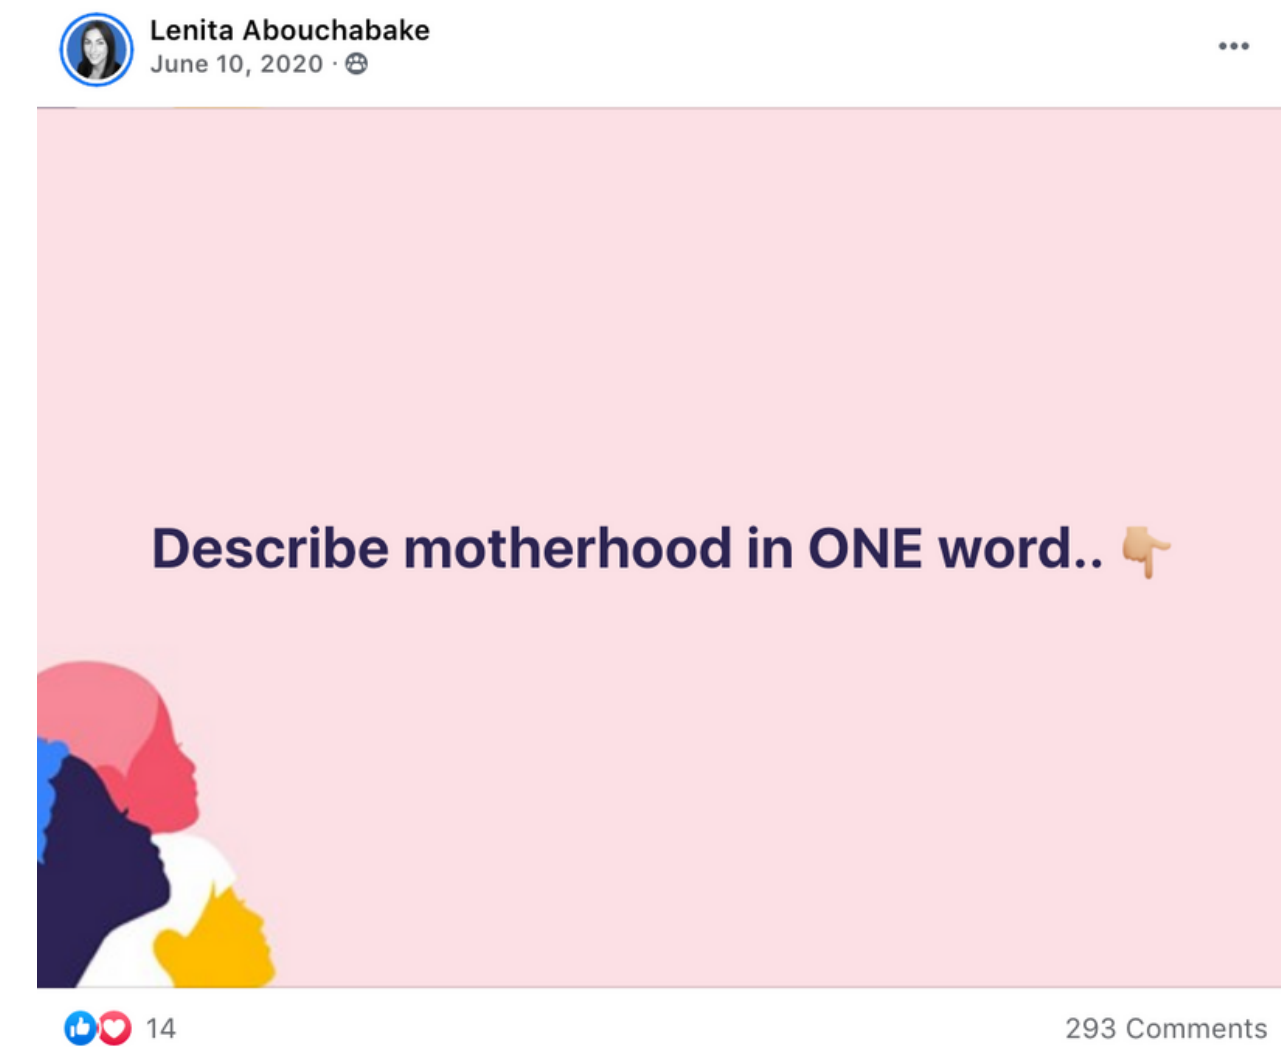 Lenita Abouchabake
June 10, 2020 ·
Describe motherhood in ONE word.. 👇🏼
14
293 Comments